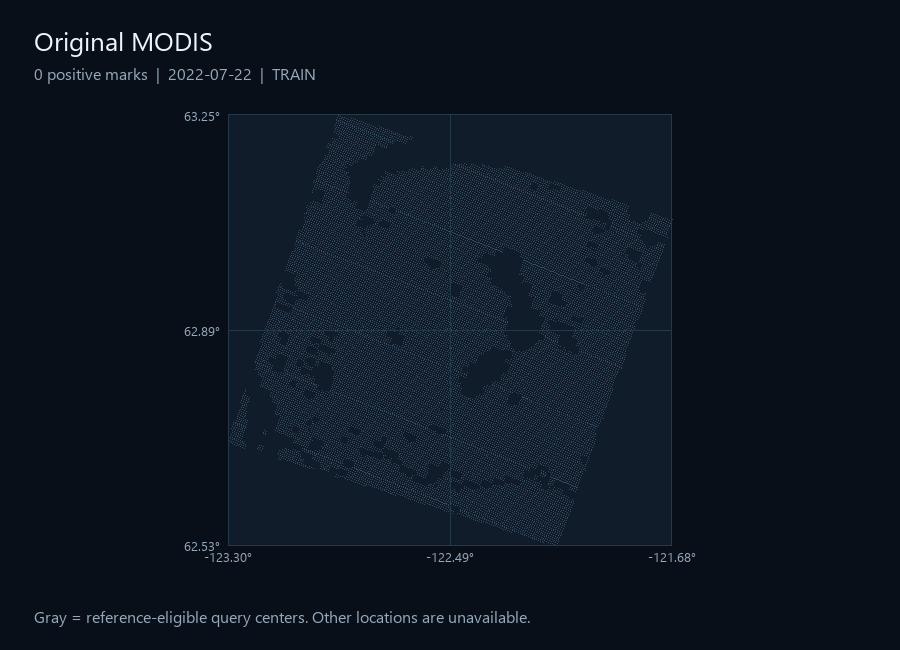 Original MODIS
0 positive marks | 2022-07-22 | TRAIN
63.25°
62.89°
62.53°
-123.30°
-122.49°
-121.68°
Gray = reference-eligible query centers. Other locations are unavailable.